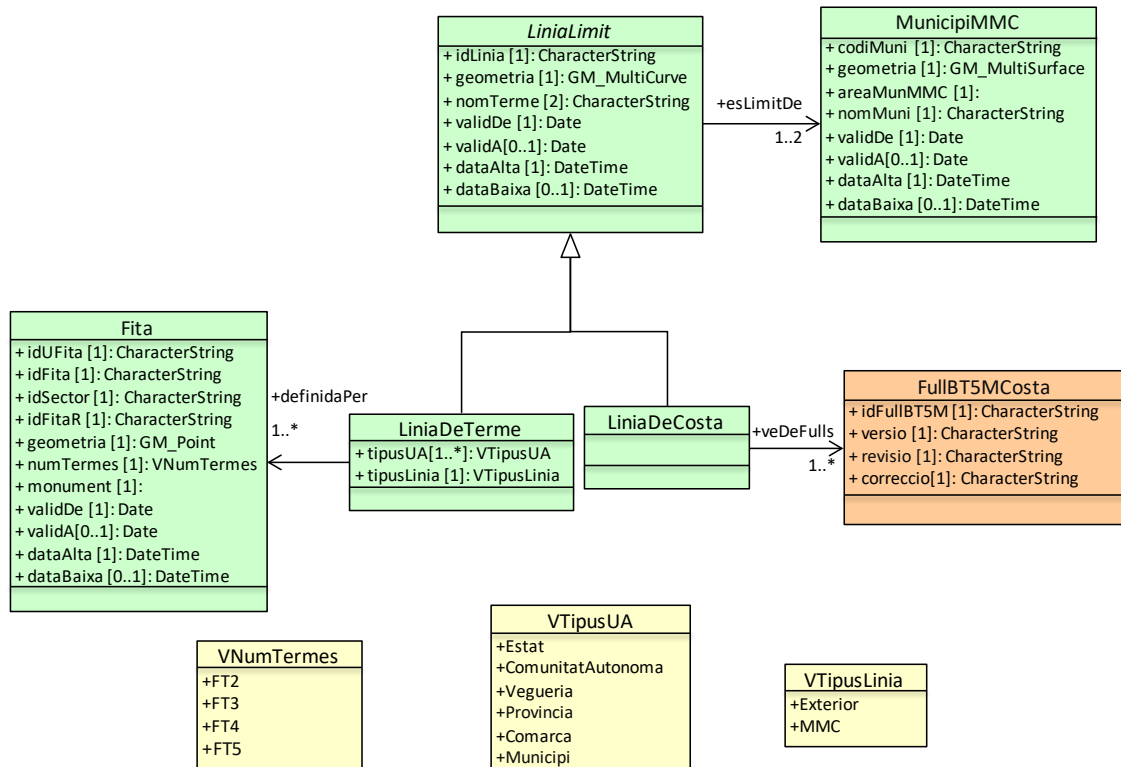 LiniaLimit
+ idLinia [1]: CharacterString
+ geometria [1]: GM_MultiCurve
+ nomTerme [2]: CharacterString
+ validDe [1]: Date
+ validA[0..1]: Date
+ dataAlta [1]: DateTime
+ dataBaixa [0..1]: DateTime
+esLimitDe
1..2
MunicipiMMC
+ codiMuni [1]: CharacterString
+ geometria [1]: GM_MultiSurface
+ areaMunMMC [1]:
+ nomMuni [1]: CharacterString
+ validDe [1]: Date
+ validA[0..1]: Date
+ dataAlta [1]: DateTime
+ dataBaixa [0..1]: DateTime
Fita
+ idUFita [1]: CharacterString
+ idFita [1]: CharacterString
+ idSector [1]: CharacterString
+ idFitaR [1]: CharacterString
+ geometria [1]: GM_Point
+ numTermes [1]: VNumTermes
+ monument [1]:
+ validDe [1]: Date
+ validA[0..1]: Date
+ dataAlta [1]: DateTime
+ dataBaixa [0..1]: DateTime
+definidaPer
1..*
LiniaDeTerme
+ tipusUA[1..*]: VTipusUA
+ tipusLinia [1]: VTipusLinia
LiniaDeCosta
+veDeFulls
1..*
FullBT5MCosta
+ idFullBT5M [1]: CharacterString
+ versio [1]: CharacterString
+ revisio [1]: CharacterString
+ correccio[1]: CharacterString
VNumTermes
+FT2
+FT3
+FT4
+FT5
VTipusUA
+Estat
+ComunitatAutonoma
+Vegueria
+Provincia
+Comarca
+Municipi
VTipusLinia
+Exterior
+MMC